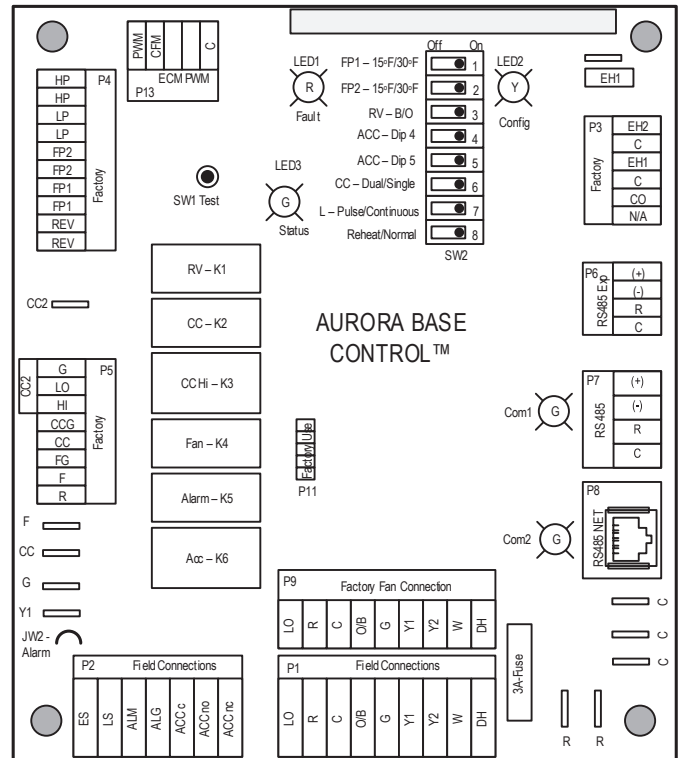 PWM
CFM
C
ECM PWM
P13
Off On
LED1
R
Fault
FP1 – 15ºF/30ºF 1
FP2 – 15ºF/30ºF 2
RV – B/O 3
ACC – Dip 4 4
ACC – Dip 5 5
CC – Dual/Single 6
L – Pulse/Continuous 7
Reheat/Normal 8
SW2
LED2
Y
Config
EH1
HP P4
HP
LP
LP
FP2
FP2
FP1
FP1
REV
REV
Factory
SW1 Test
LED3
G
Status
P3 EH2
C
EH1
C
CO
N/A
Factory
RV – K1
CC – K2
CC Hi – K3
Fan – K4
Alarm – K5
Acc – K6
AURORA BASE
CONTROL™
P6 (+)
(-)
R
C
RS485 Exp
CC2
CC2
G P5
LO
HI
CCG
CC
FG
F
R
Factory
Factory Use
P11
Com1 G
P7 (+)
(-)
R
C
RS 485
Com2 G
P8
RS485 NET
F
CC
G
Y1
JW2 -
Alarm
P9 Factory Fan Connection
LO R C O/B G Y1 Y2 W DH
P2 Field Connections
ES LS ALM ALG ACC c ACC no ACC nc
P1 Field Connections
LO R C O/B G Y1 Y2 W DH
3A-Fuse
C
C
C
R R